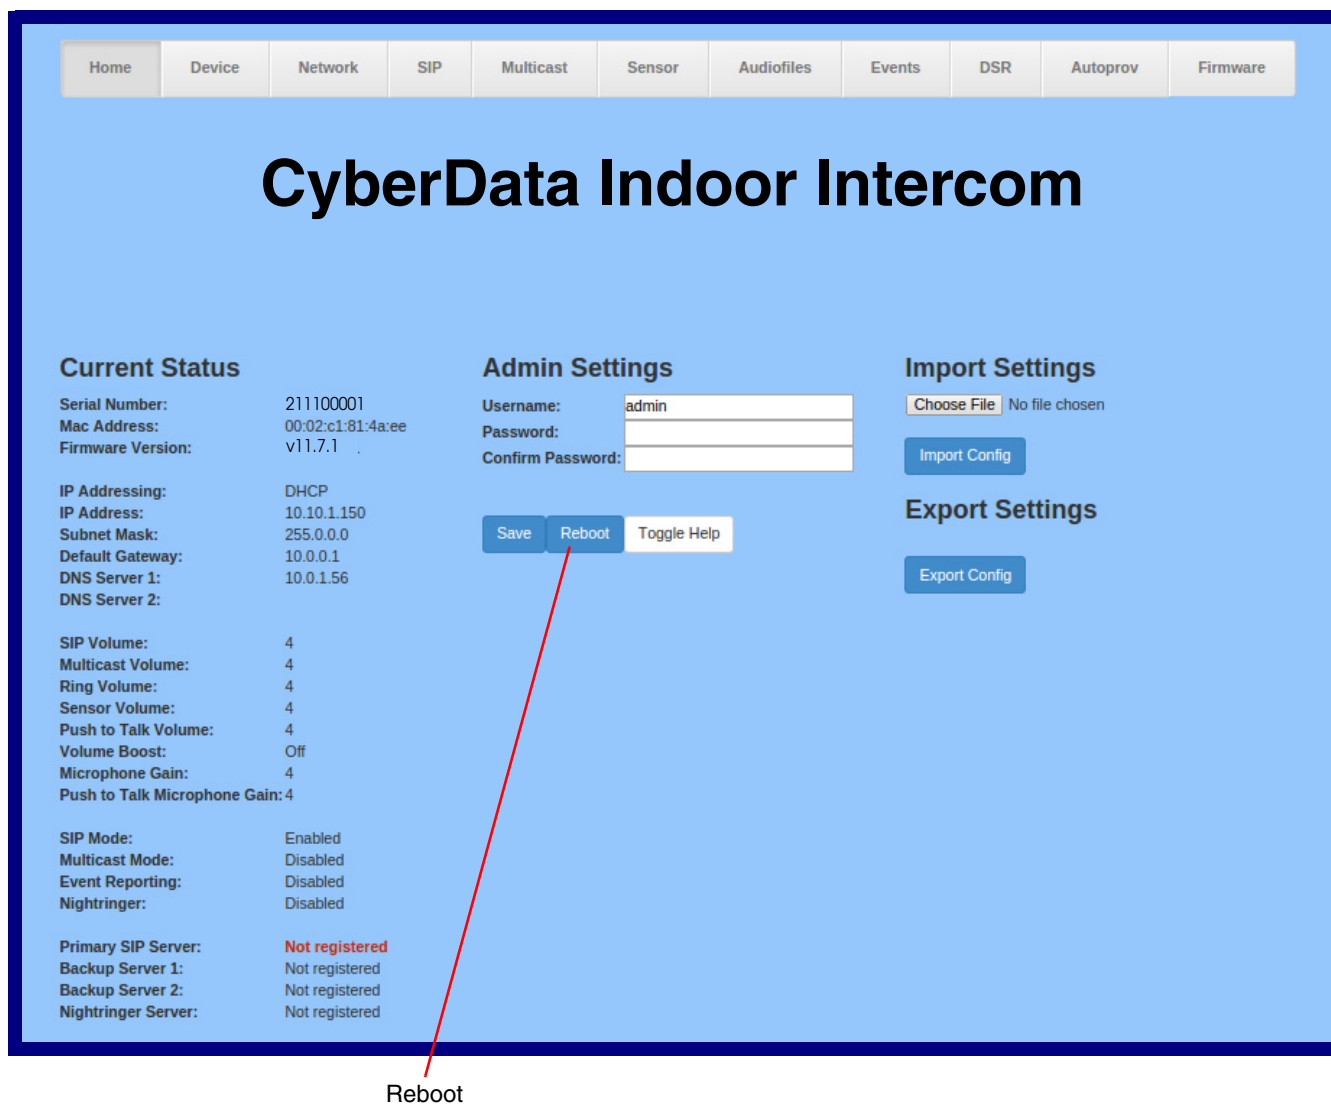 Home Device Network SIP Multicast Sensor Audiofiles Events DSR Autoprov Firmware
CyberData Indoor Intercom
Current Status
Serial Number: 211100001
Mac Address: 00:02:c1:81:4a:ee
Firmware Version: v11.7.1
IP Addressing: DHCP
IP Address: 10.10.1.150
Subnet Mask: 255.0.0.0
Default Gateway: 10.0.0.1
DNS Server 1: 10.0.1.56
DNS Server 2:
SIP Volume: 4
Multicast Volume: 4
Ring Volume: 4
Sensor Volume: 4
Push to Talk Volume: 4
Volume Boost: Off
Microphone Gain: 4
Push to Talk Microphone Gain: 4
SIP Mode: Enabled
Multicast Mode: Disabled
Event Reporting: Disabled
Nightringer: Disabled
Primary SIP Server: Not registered
Backup Server 1: Not registered
Backup Server 2: Not registered
Nightringer Server: Not registered
Admin Settings
Username: admin
Password:
Confirm Password:
Save Reboot Toggle Help
Import Settings
Choose File No file chosen
Import Config
Export Settings
Export Config
Reboot